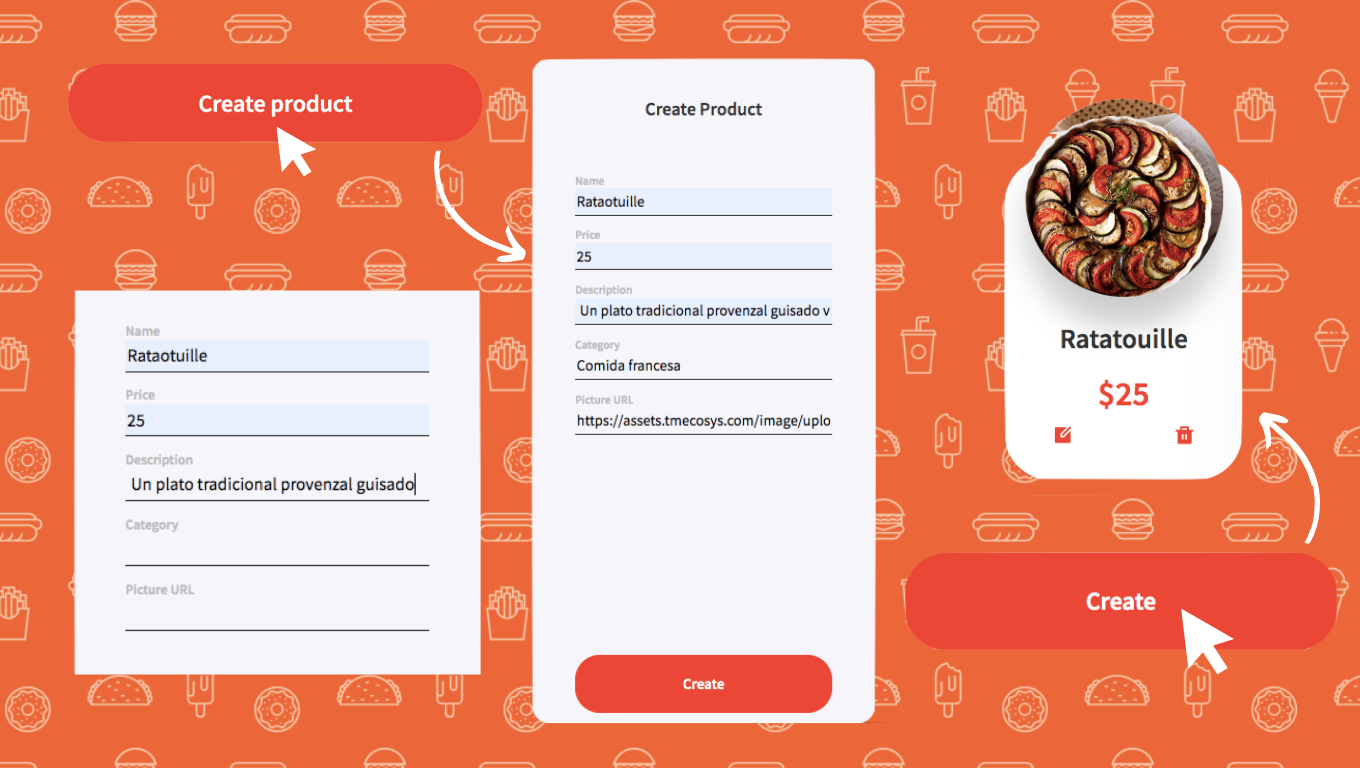 Create product
Name
Rataotuille
Price
25
Description
Un plato tradicional provenzal guisado
Category
Picture URL
Create Product
Name
Rataotuille
Price
25
Description
Un plato tradicional provenzal guisado v
Category
Comida francesa
Picture URL
https://assets.tmecosys.com/image/uplo
Create
Ratatouille
$25
Create